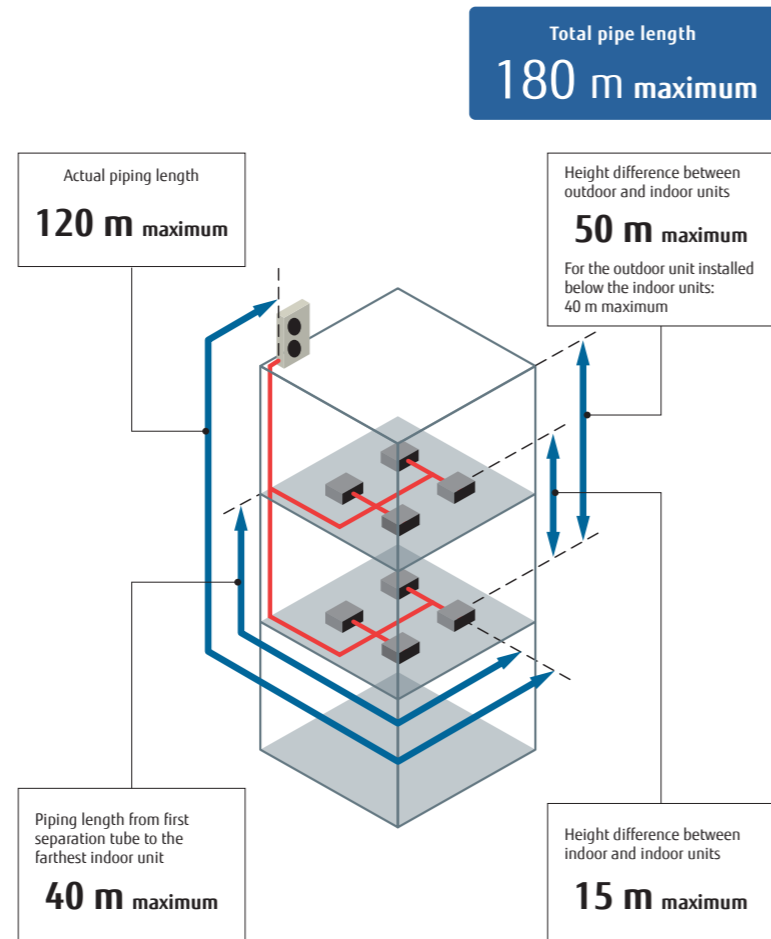 Total pipe length
180 m maximum
Actual piping length
120 m maximum
Height difference between
outdoor and indoor units
50 m maximum
For the outdoor unit installed
below the indoor units:
40 m maximum
Piping length from first
separation tube to the
farthest indoor unit
40 m maximum
Height difference between
indoor and indoor units
15 m maximum